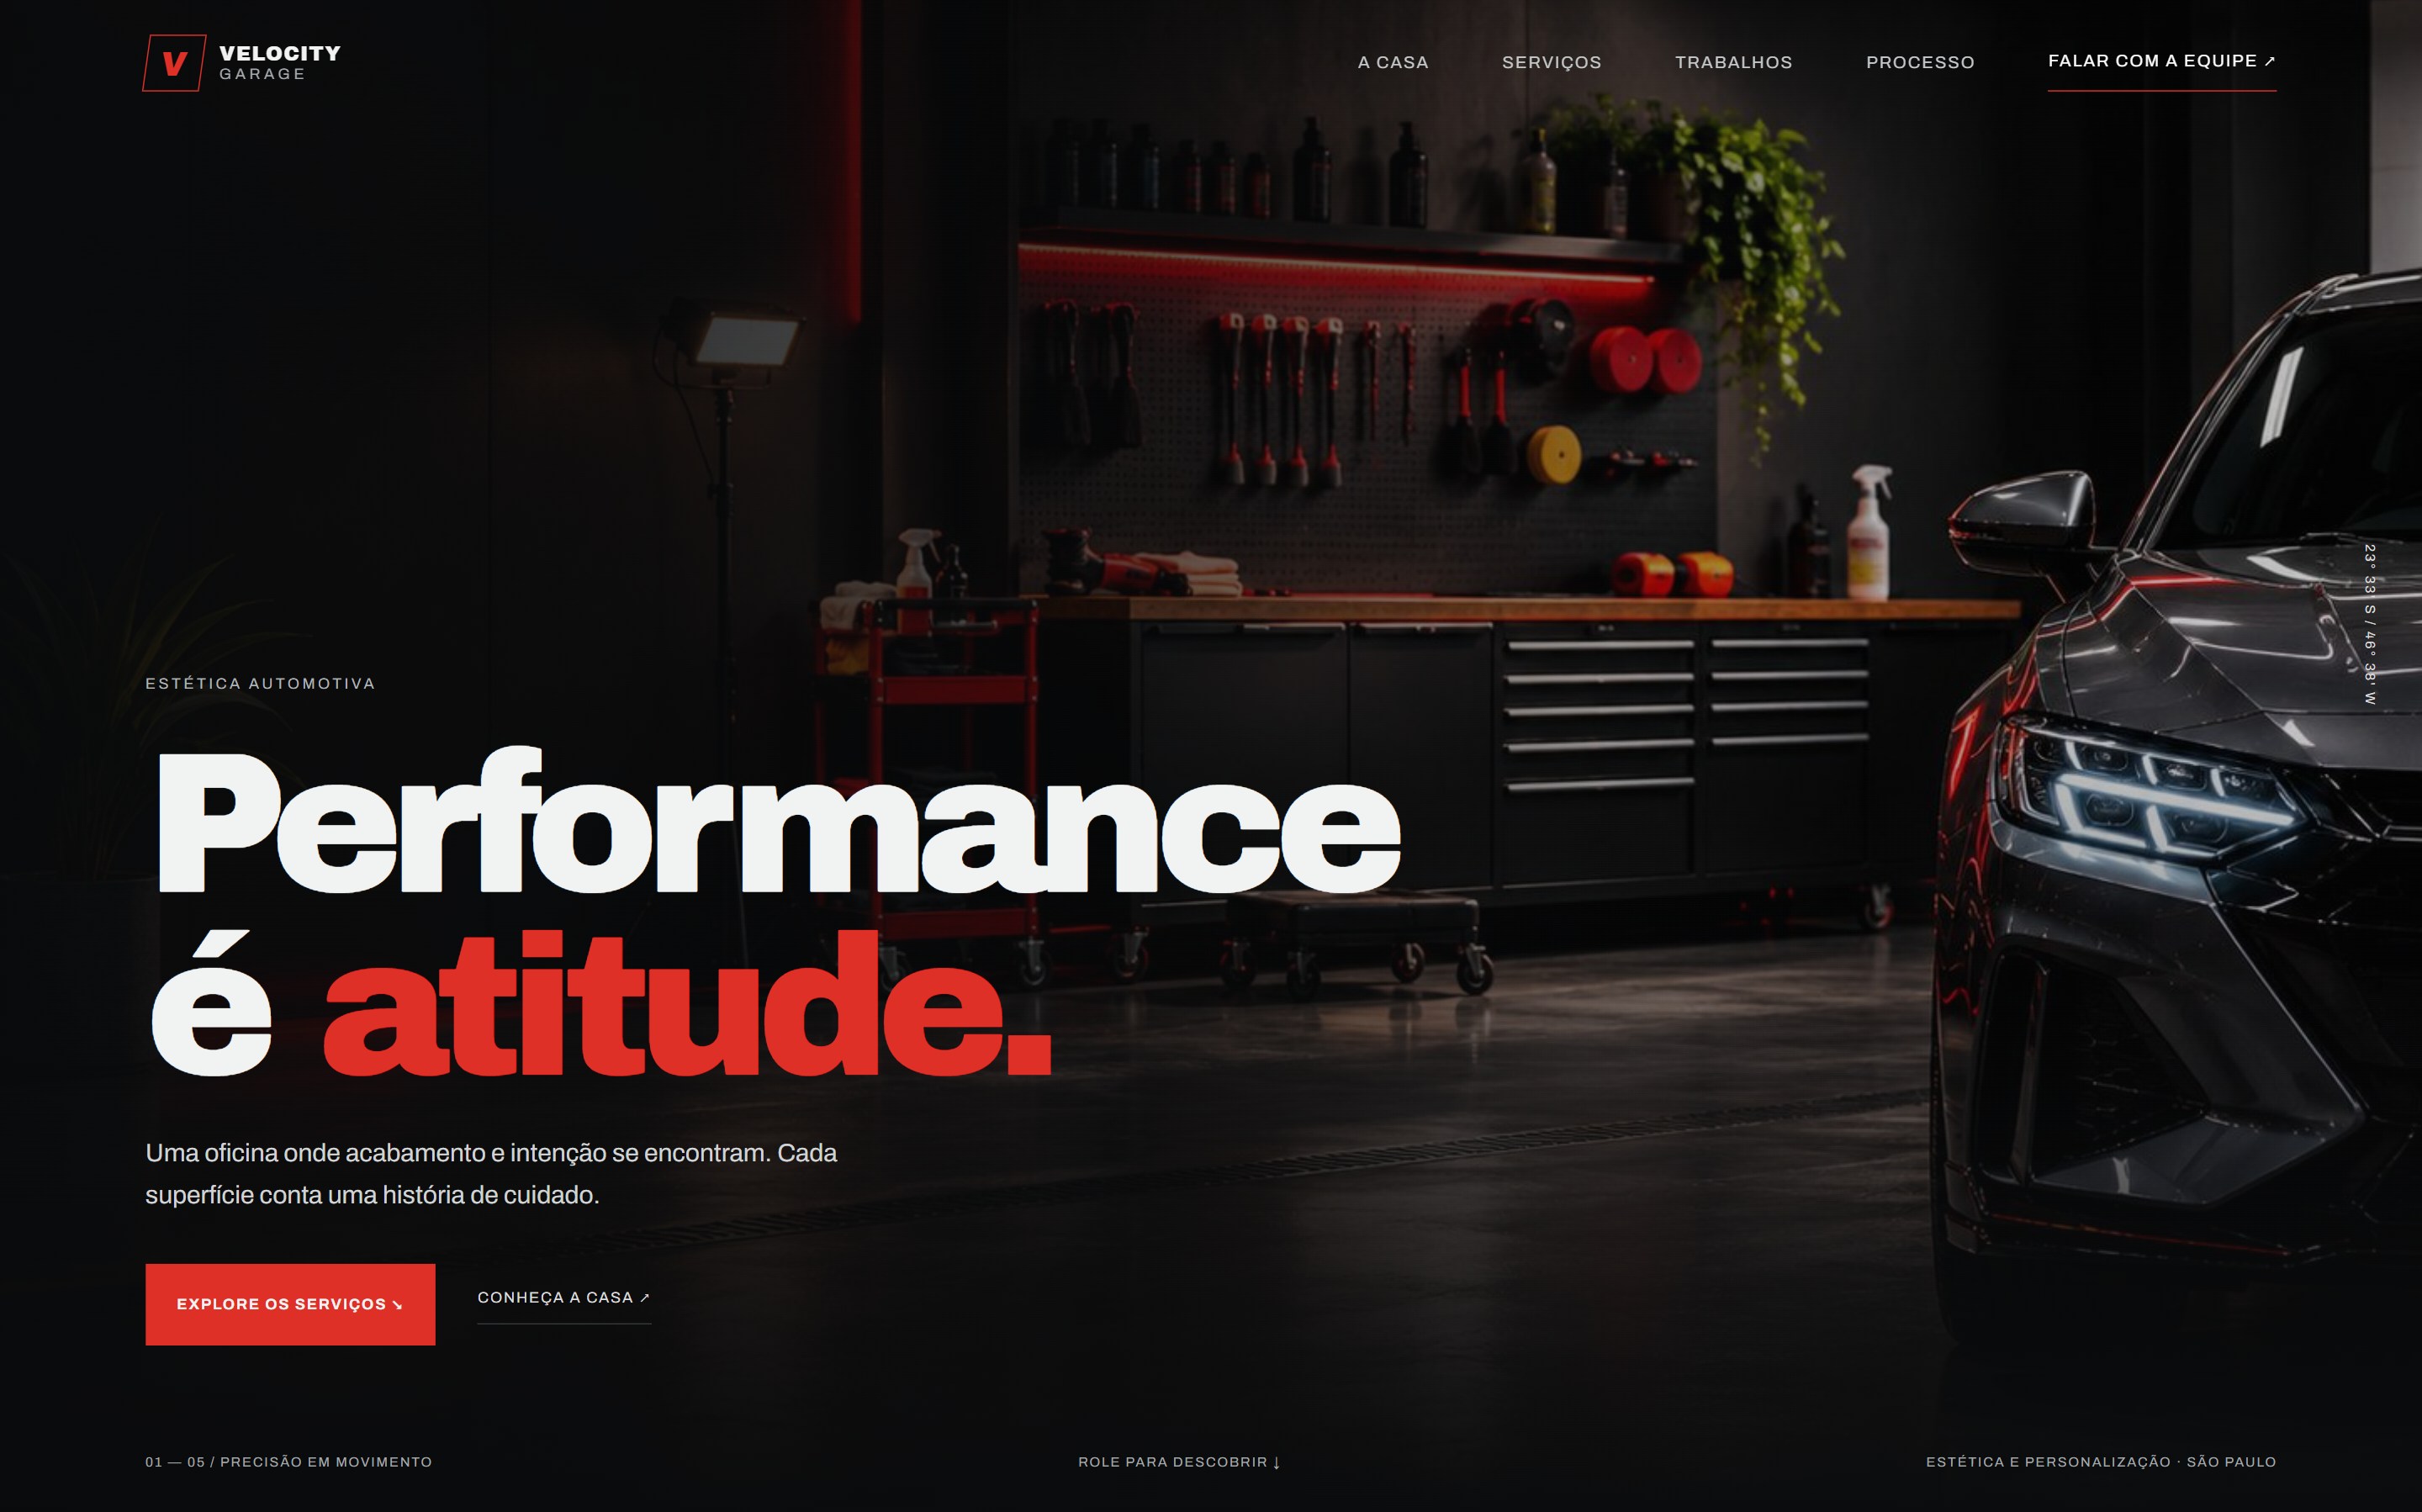 V
VELOCITY
GARAGE
A CASA
SERVIÇOS
TRABALHOS
PROCESSO
FALAR COM A EQUIPE ↗
23° 33' S / 46° 38' W
ESTÉTICA AUTOMOTIVA
Performance
é atitude.
Uma oficina onde acabamento e intenção se encontram. Cada
superfície conta uma história de cuidado.
EXPLORE OS SERVIÇOS ↘
CONHEÇA A CASA ↗
01 — 05 / PRECISÃO EM MOVIMENTO
ROLE PARA DESCOBRIR ↓
ESTÉTICA E PERSONALIZAÇÃO · SÃO PAULO